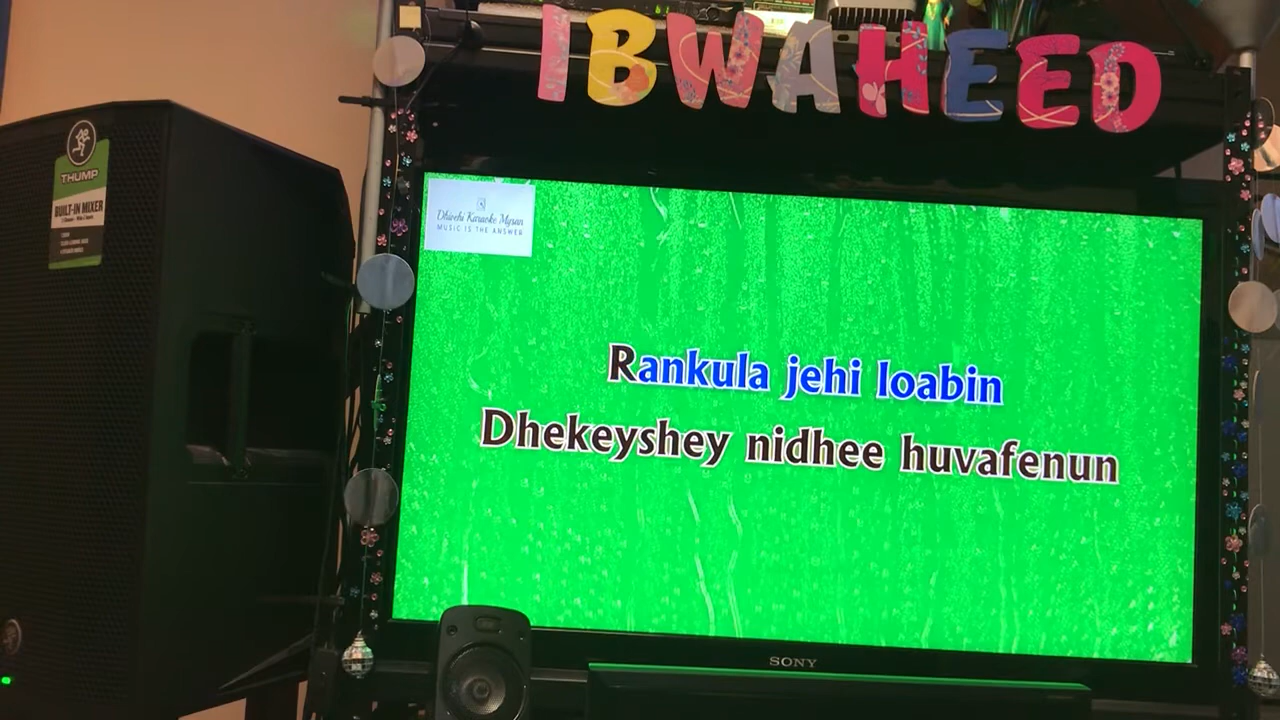 IBWAHEED
THUMP
BUILT-IN MIXER
Dhivehi Karaoke Mysan
MUSIC IS THE ANSWER
Rankula jehi loabin
Dhekeyshey nidhee huvafenun
SONY